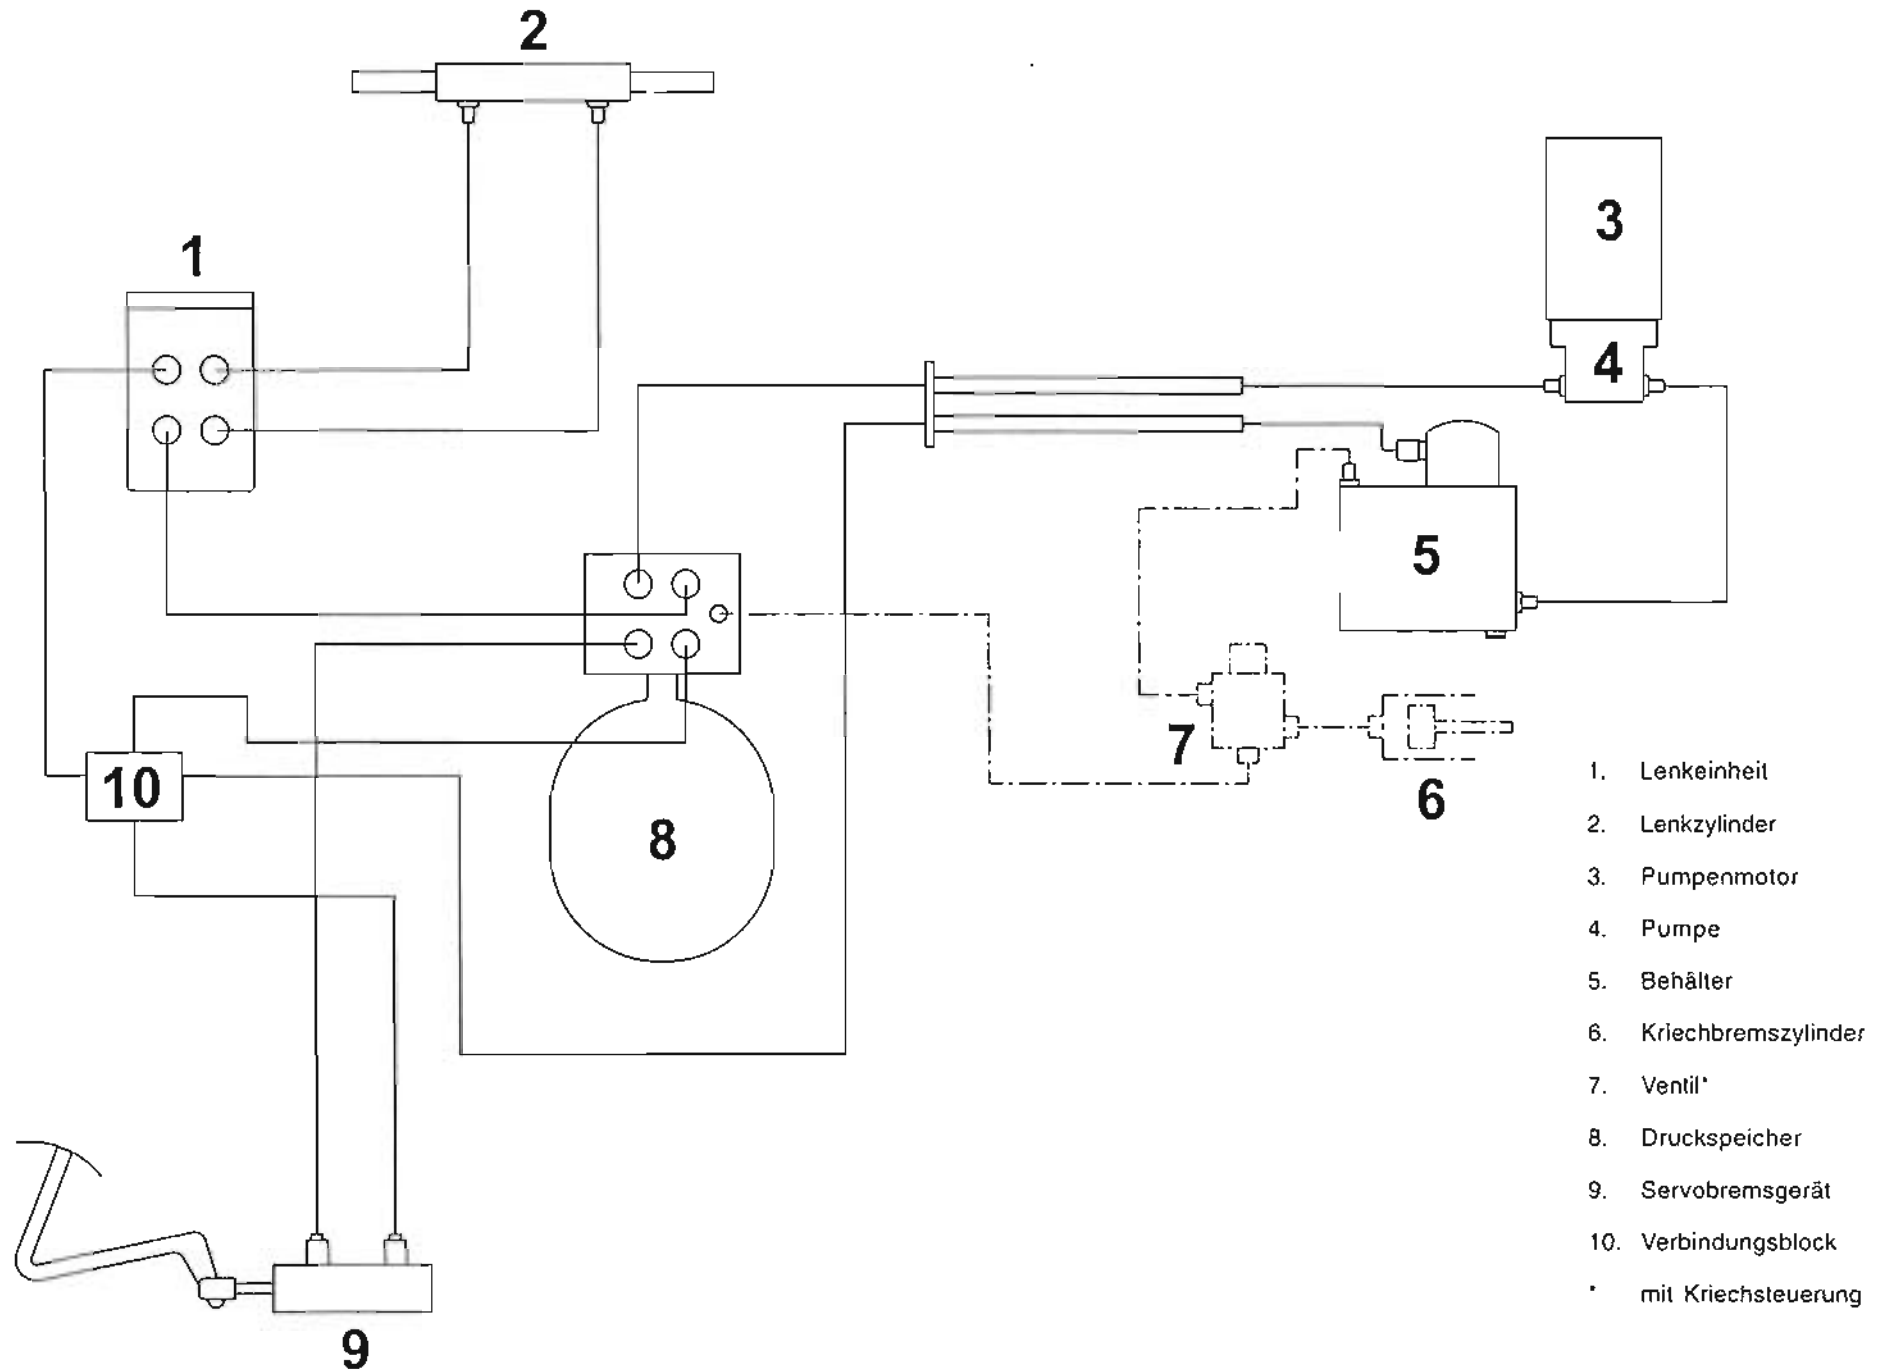 2
3
1
4
5
7
10
6
8
9
1. Lenkeinheit
2. Lenkzylinder
3. Pumpenmotor
4. Pumpe
5. Behälter
6. Kriechbremszylinder
7. Ventil*
8. Druckspeicher
9. Servobremsgerät
10. Verbindungsblock
* mit Kriechsteuerung